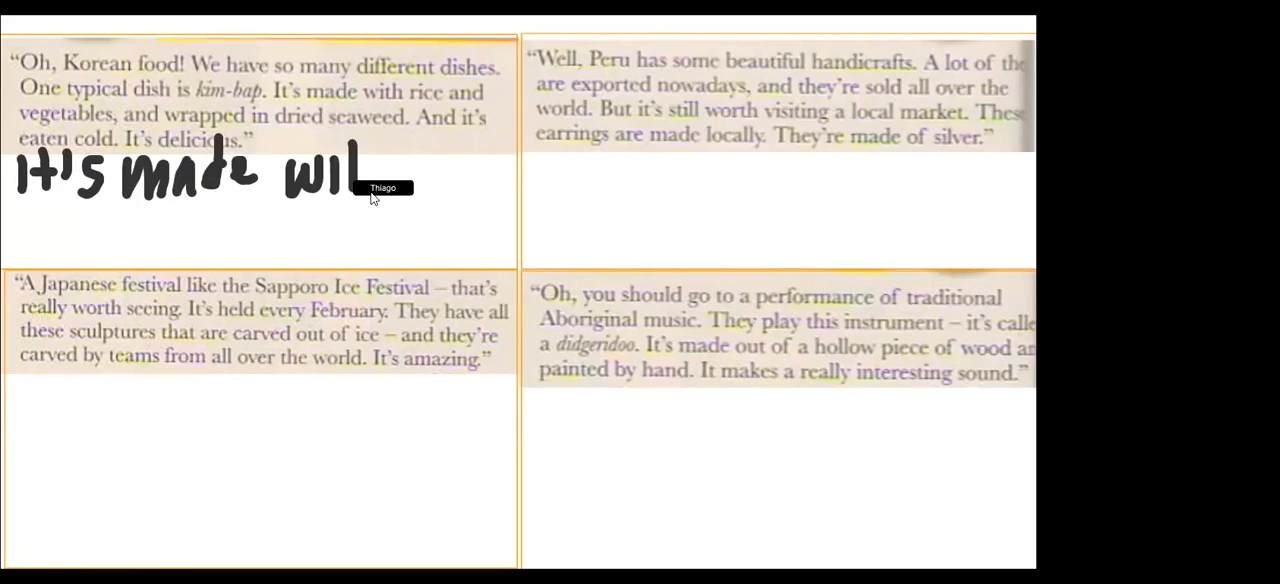 “Oh, Korean food! We have so many different dishes.
One typical dish is kim-bap. It’s made with rice and
vegetables, and wrapped in dried seaweed. And it’s
eaten cold. It’s delicious.”
It's made wit
Thiago
“Well, Peru has some beautiful handicrafts. A lot of the
are exported nowadays, and they’re sold all over the
world. But it’s still worth visiting a local market. Thes
earrings are made locally. They’re made of silver.”
“A Japanese festival like the Sapporo Ice Festival – that’s
really worth seeing. It’s held every February. They have all
these sculptures that are carved out of ice – and they’re
carved by teams from all over the world. It’s amazing.”
“Oh, you should go to a performance of traditional
Aboriginal music. They play this instrument – it’s calle
a didgeridoo. It’s made out of a hollow piece of wood an
painted by hand. It makes a really interesting sound.”